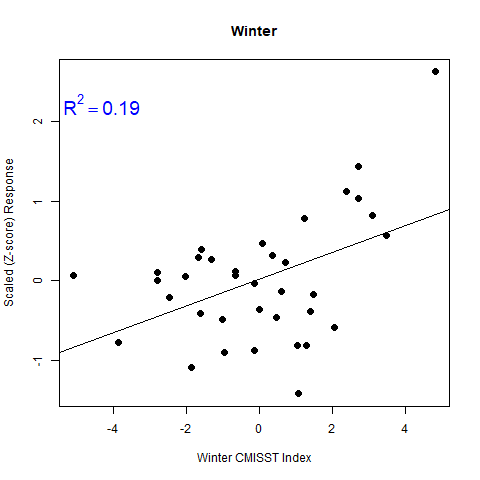 Winter
R² = 0.19
Scaled (Z-score) Response
2
1
0
-1
-4
-2
0
2
4
Winter CMISST Index